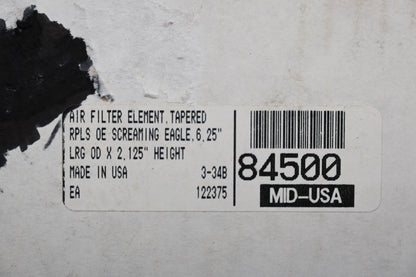 AIR FILTER ELEMENT,TAPERED
RPLS OE SCREAMING EAGLE,6.25"
LRG OD X 2.125" HEIGHT
MADE IN USA 3-34B
EA 122375
84500
MID-USA